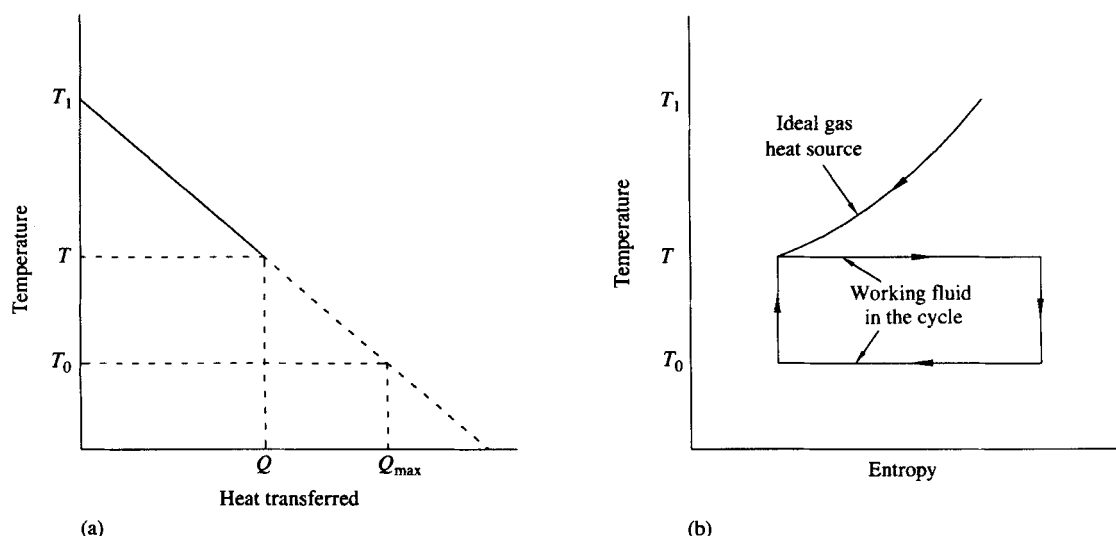 T1
T
T0
Temperature
Q
Qmax
Heat transferred
(a)
T1
T
T0
Temperature
Ideal gas
heat source
Working fluid
in the cycle
Entropy
(b)